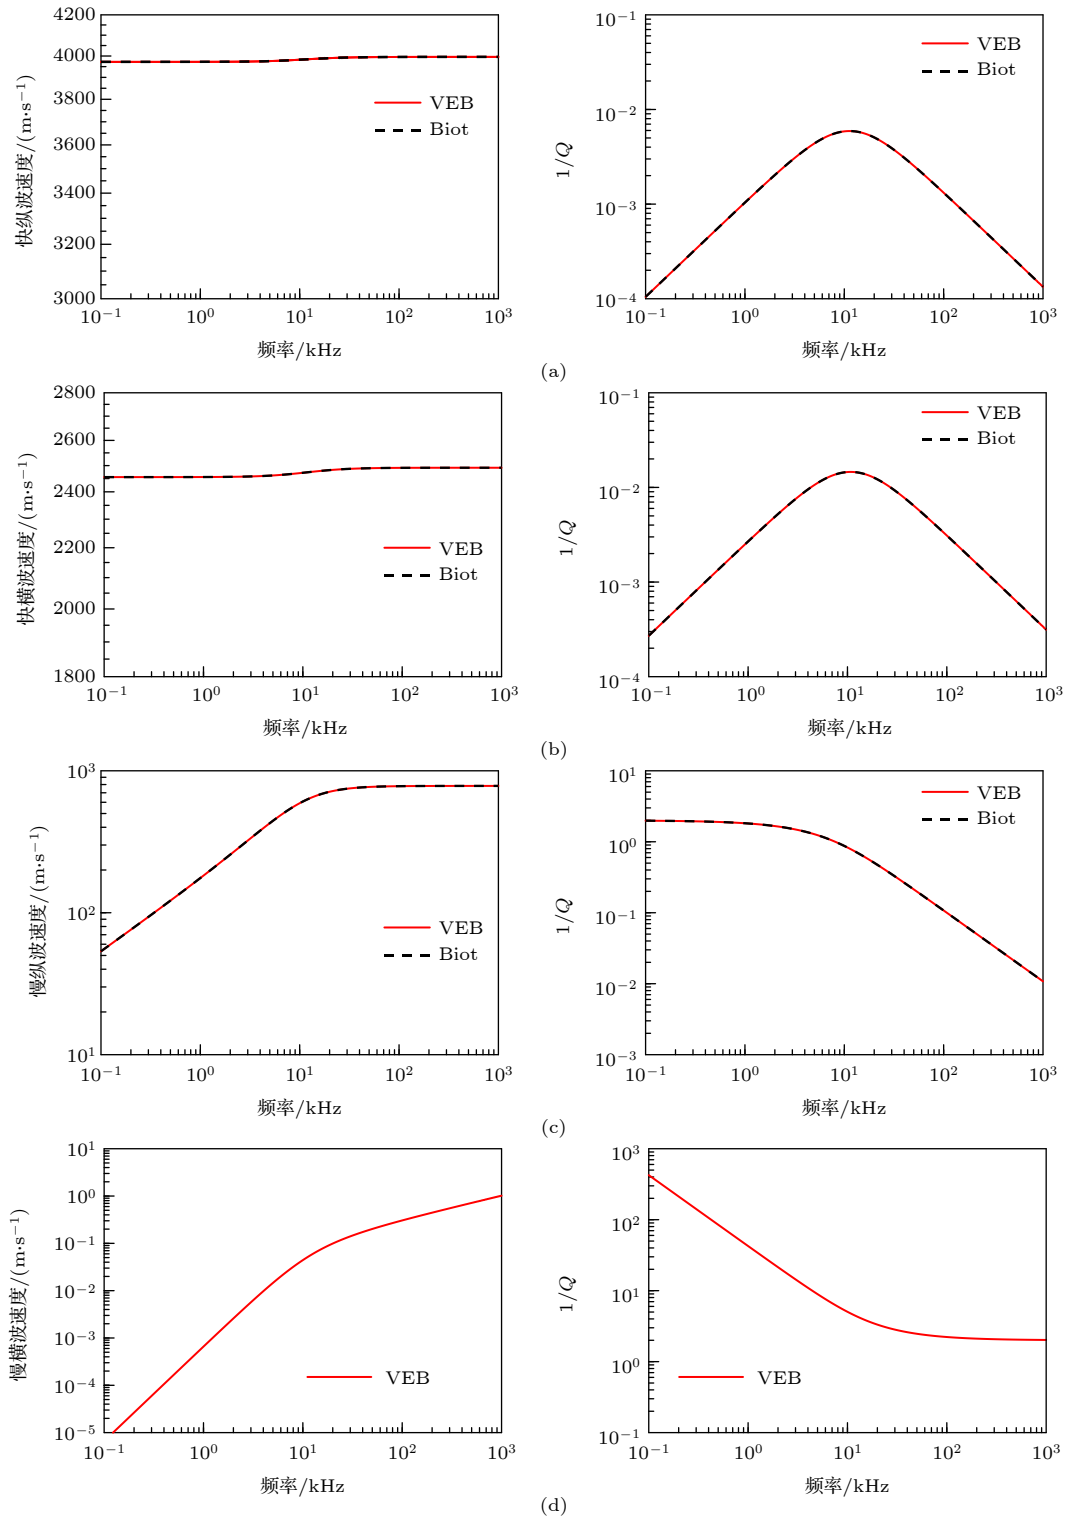 4200
4000
3800
3600
3400
3200
3000
快纵波速度/(m·s⁻¹)
VEB
Biot
10⁻¹ 10⁰ 10¹ 10² 10³
频率/kHz
10⁻¹
10⁻²
10⁻³
10⁻⁴
1/Q
VEB
Biot
10⁻¹ 10⁰ 10¹ 10² 10³
频率/kHz
(a)
2800
2600
2400
2200
2000
1800
快横波速度/(m·s⁻¹)
VEB
Biot
10⁻¹ 10⁰ 10¹ 10² 10³
频率/kHz
10⁻¹
10⁻²
10⁻³
10⁻⁴
1/Q
VEB
Biot
10⁻¹ 10⁰ 10¹ 10² 10³
频率/kHz
(b)
10³
10²
10¹
慢纵波速度/(m·s⁻¹)
VEB
Biot
10⁻¹ 10⁰ 10¹ 10² 10³
频率/kHz
10¹
10⁰
10⁻¹
10⁻²
10⁻³
1/Q
VEB
Biot
10⁻¹ 10⁰ 10¹ 10² 10³
频率/kHz
(c)
10¹
10⁰
10⁻¹
10⁻²
10⁻³
10⁻⁴
10⁻⁵
慢横波速度/(m·s⁻¹)
VEB
10⁻¹ 10⁰ 10¹ 10² 10³
频率/kHz
10³
10²
10¹
10⁰
10⁻¹
1/Q
VEB
10⁻¹ 10⁰ 10¹ 10² 10³
频率/kHz
(d)